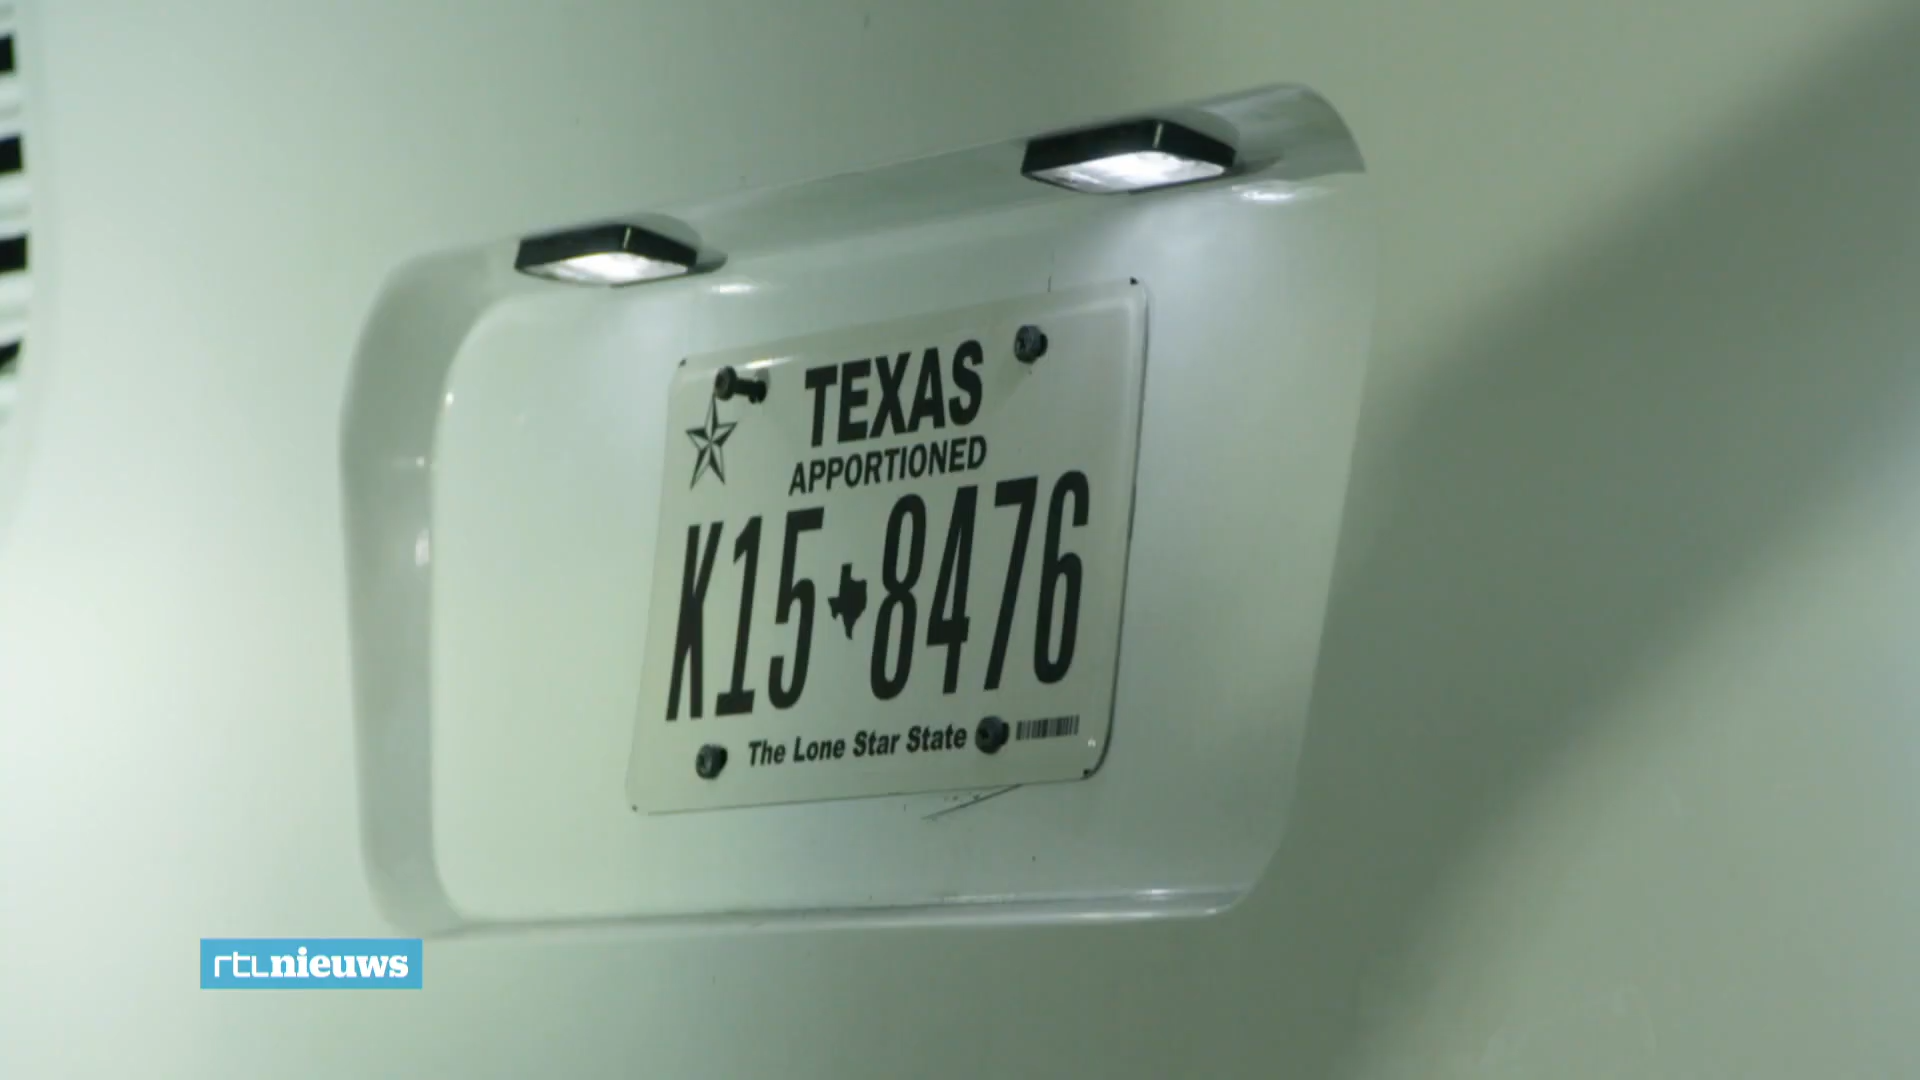 TEXAS
APPORTIONED
K15 8476
The Lone Star State
rtlnieuws